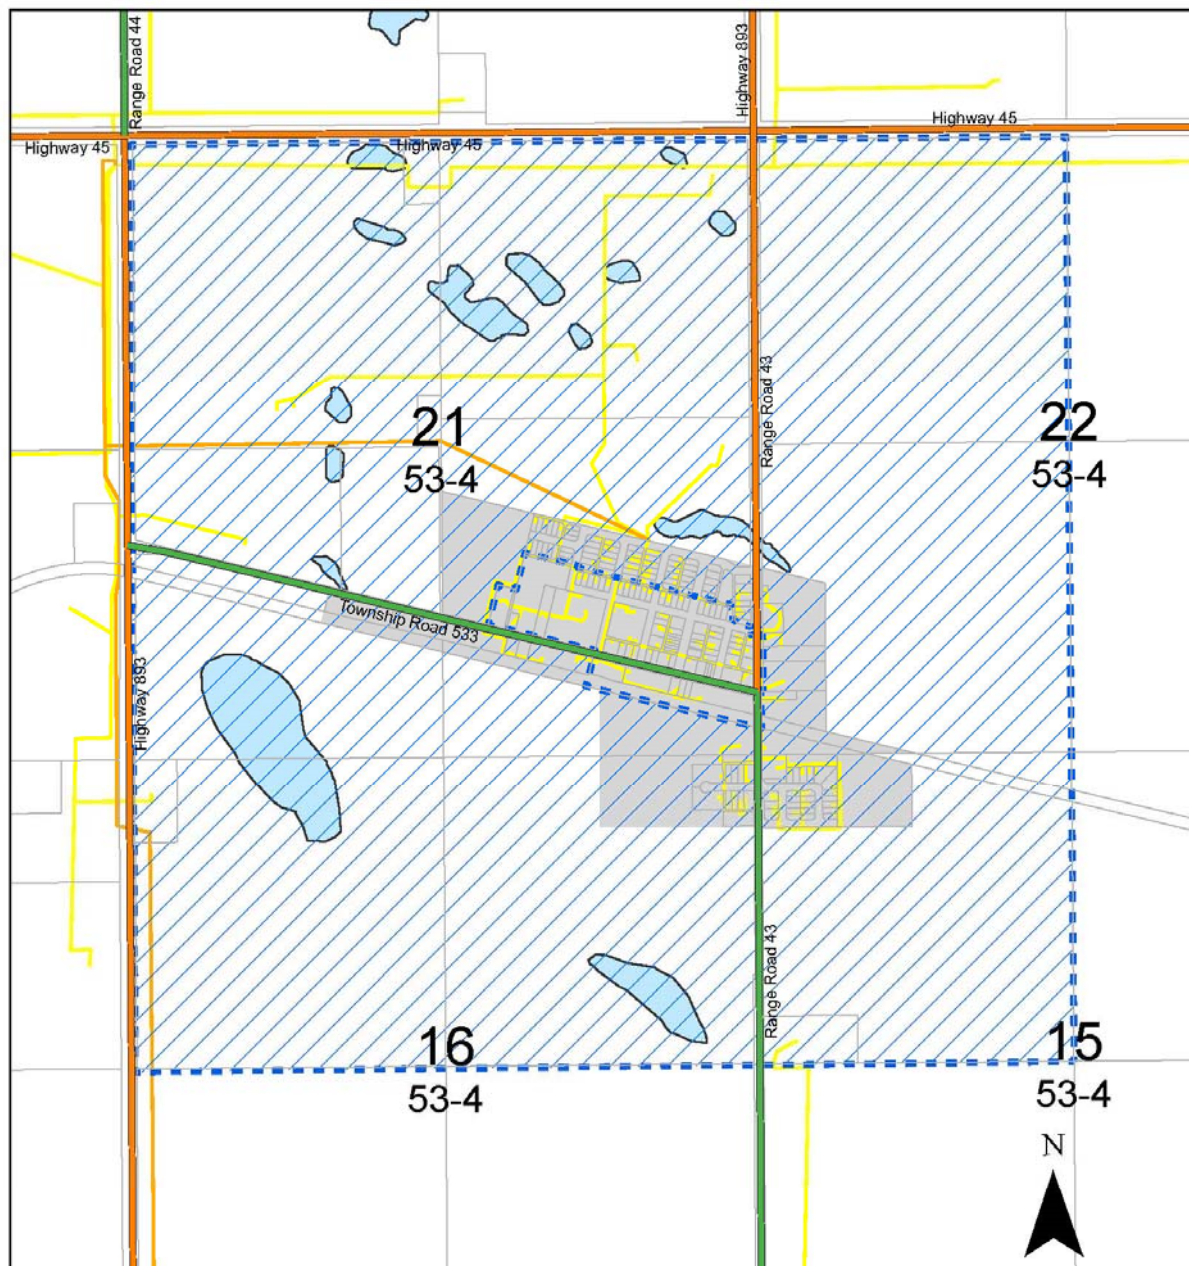 Range Road 44
Highway 893
Highway 45
Highway 45
Highway 45
Range Road 43
21
53-4
22
53-4
Township Road 533
Highway 893
Range Road 43
16
53-4
15
53-4
N